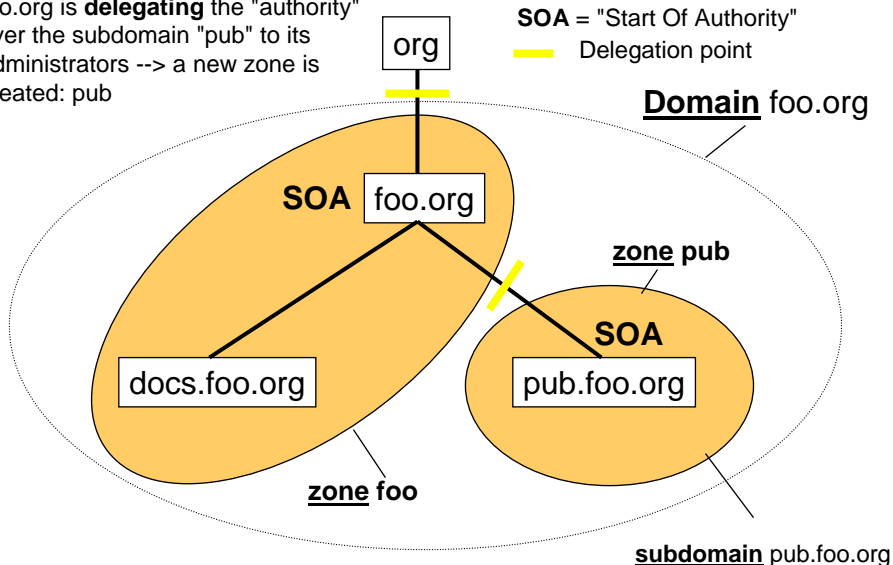 o.org is delegating the "authority"
ver the subdomain "pub" to its
dministrators --> a new zone is
eated: pub
SOA = "Start Of Authority"
Delegation point
org
Domain foo.org
SOA
foo.org
zone pub
SOA
docs.foo.org
pub.foo.org
zone foo
subdomain pub.foo.org